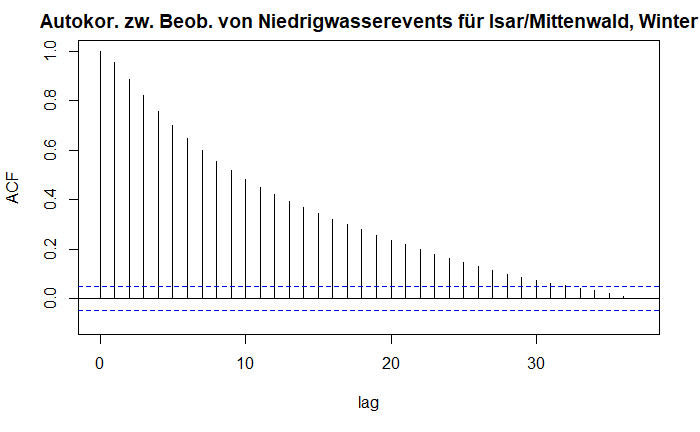 Autokor. zw. Beob. von Niedrigwasserevents für Isar/Mittenwald, Winter
1.0
0.8
0.6
0.4
0.2
0.0
ACF
0 10 20 30
lag